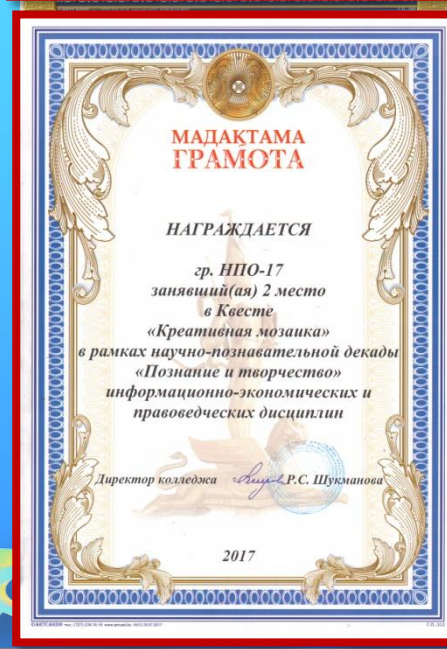 МАДАҚТАМА
ГРАМОТА
НАГРАЖДАЕТСЯ
гр. НПО-17
занявший(ая) 2 место
в Квесте
«Креативная мозаика»
в рамках научно-познавательной декады
«Познание и творчество»
информационно-экономических и
правоведческих дисциплин
Директор колледжа Р.С. Шукманова
2017